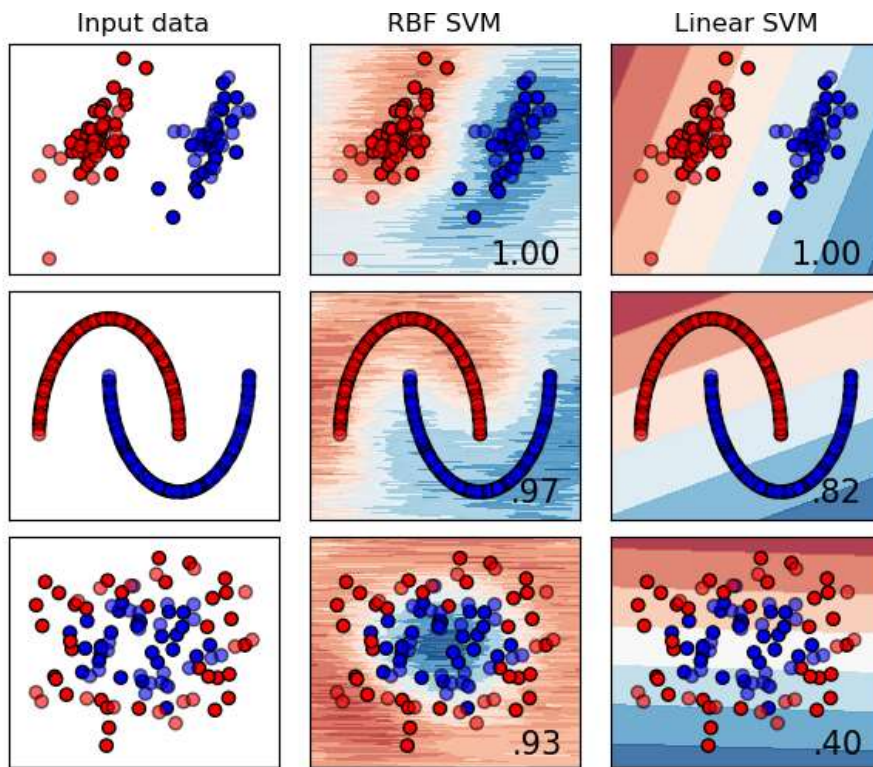 Input data
RBF SVM
Linear SVM
1.00
1.00
.97
.82
.93
.40